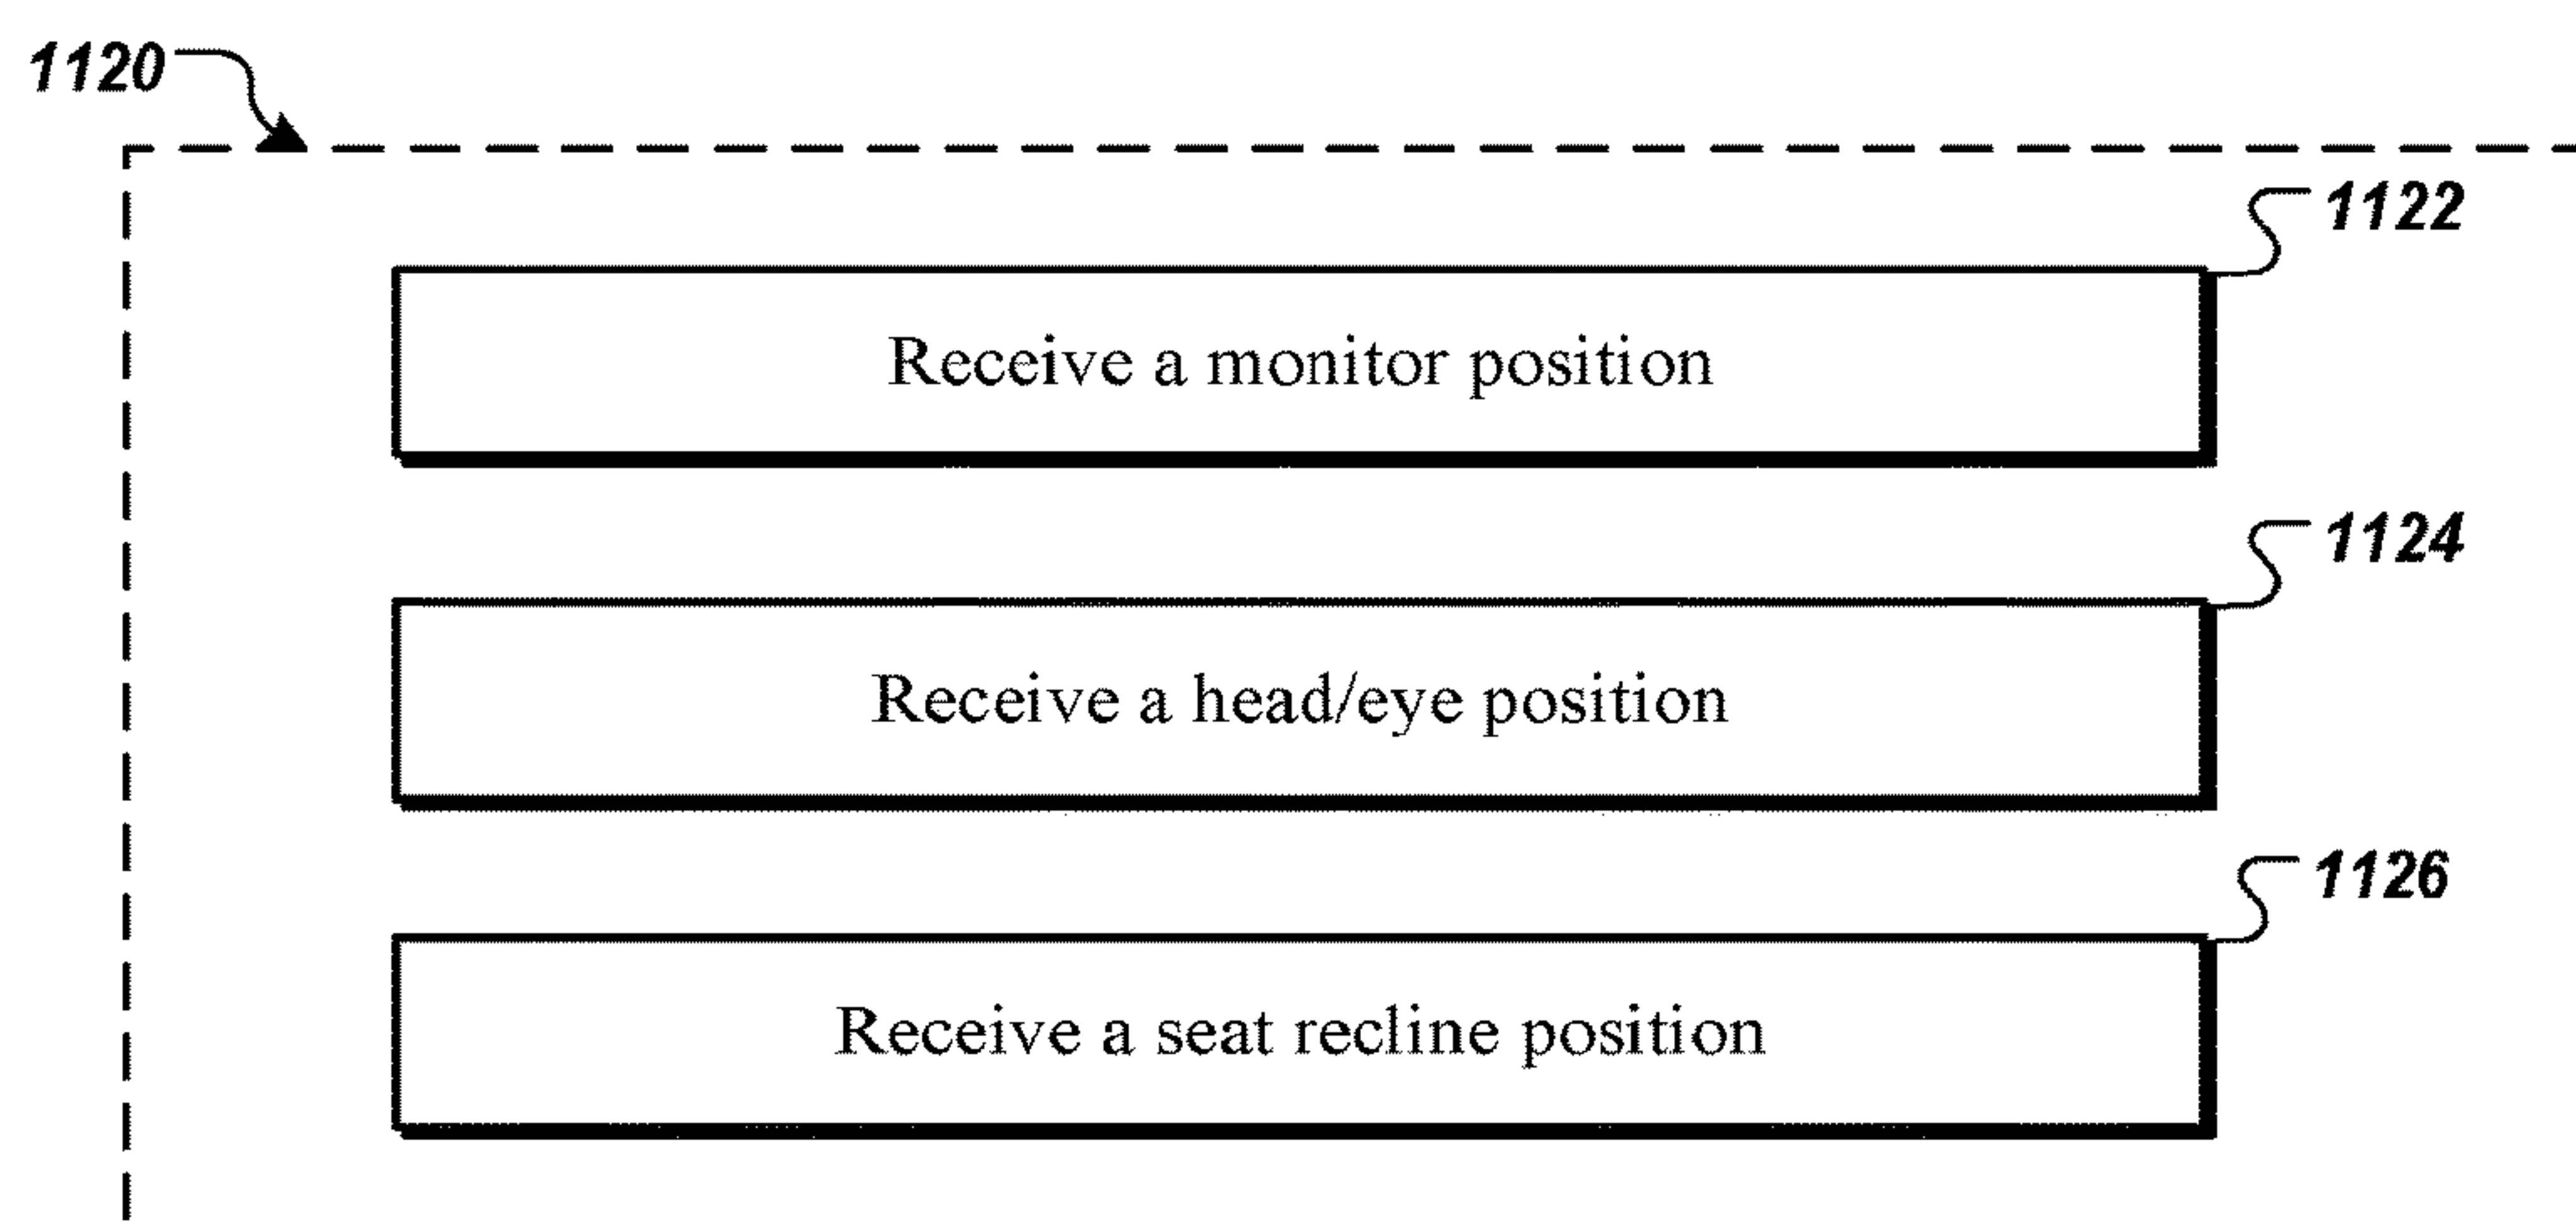 1120
1122
Receive a monitor position
1124
Receive a head/eye position
1126
Receive a seat recline position